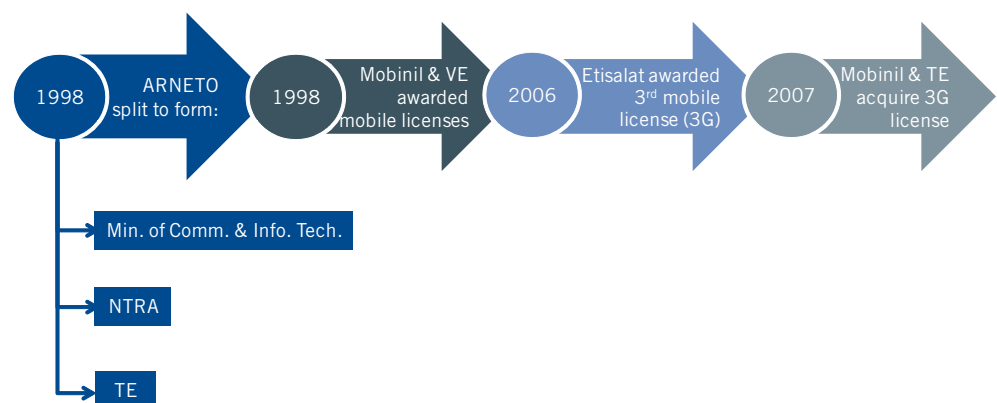 1998
ARNETO
split to form:
1998
Mobinil & VE
awarded
mobile licenses
2006
Etisalat awarded
3rd mobile
license (3G)
2007
Mobinil & TE
acquire 3G
license
Min. of Comm. & Info. Tech.
NTRA
TE